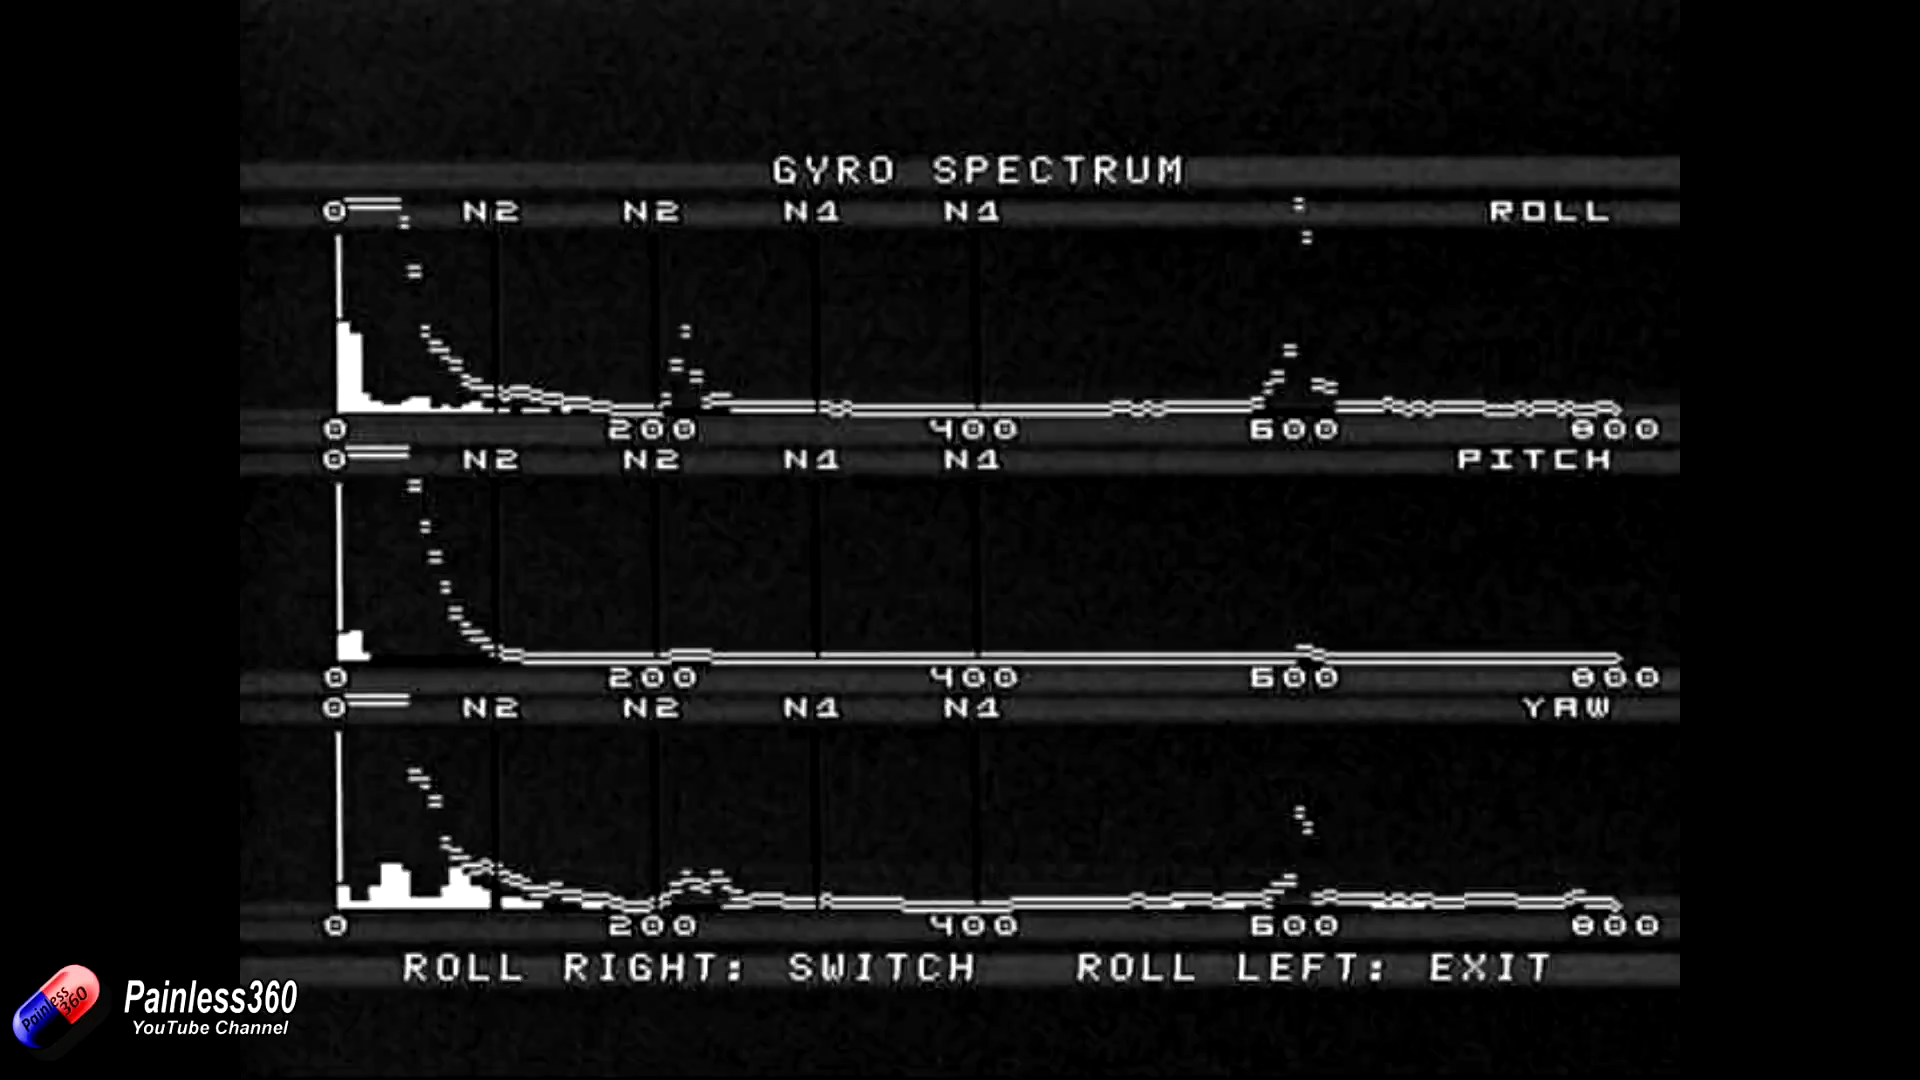 GYRO SPECTRUM
0 N2 N2 N1 N1 ROLL
0 200 400 600 800
0 N2 N2 N1 N1 PITCH
0 200 400 600 800
0 N2 N2 N1 N1 YAW
0 200 400 600 800
ROLL RIGHT: SWITCH ROLL LEFT: EXIT
Painless 360
Painless360
YouTube Channel